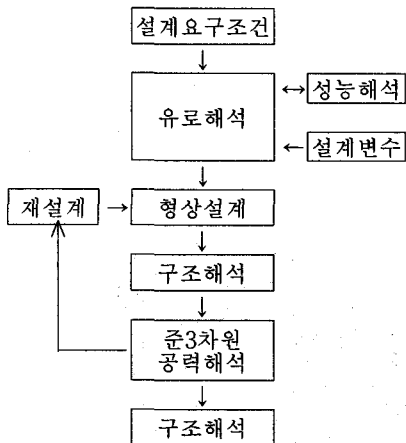 설계요구조건
유로해석
성능해석
설계변수
재설계
형상설계
구조해석
준3차원
공력해석
구조해석